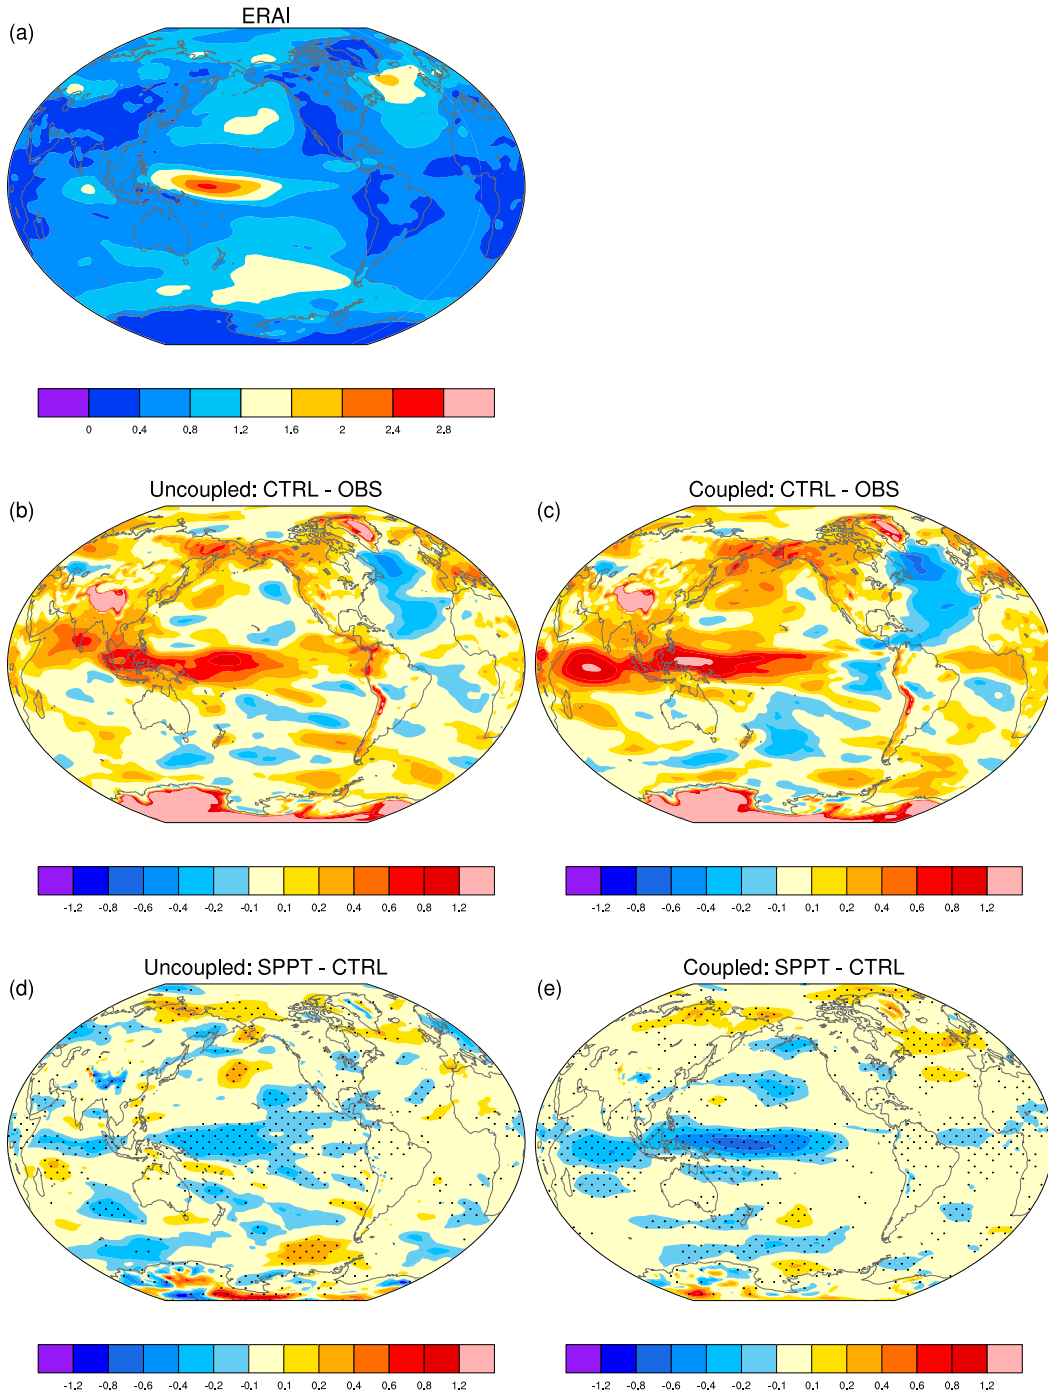 ERAI
(a)
0 0.4 0.8 1.2 1.6 2 2.4 2.8
Uncoupled: CTRL - OBS
(b)
-1.2 -0.8 -0.6 -0.4 -0.2 -0.1 0.1 0.2 0.4 0.6 0.8 1.2
Coupled: CTRL - OBS
(c)
-1.2 -0.8 -0.6 -0.4 -0.2 -0.1 0.1 0.2 0.4 0.6 0.8 1.2
Uncoupled: SPPT - CTRL
(d)
-1.2 -0.8 -0.6 -0.4 -0.2 -0.1 0.1 0.2 0.4 0.6 0.8 1.2
Coupled: SPPT - CTRL
(e)
-1.2 -0.8 -0.6 -0.4 -0.2 -0.1 0.1 0.2 0.4 0.6 0.8 1.2